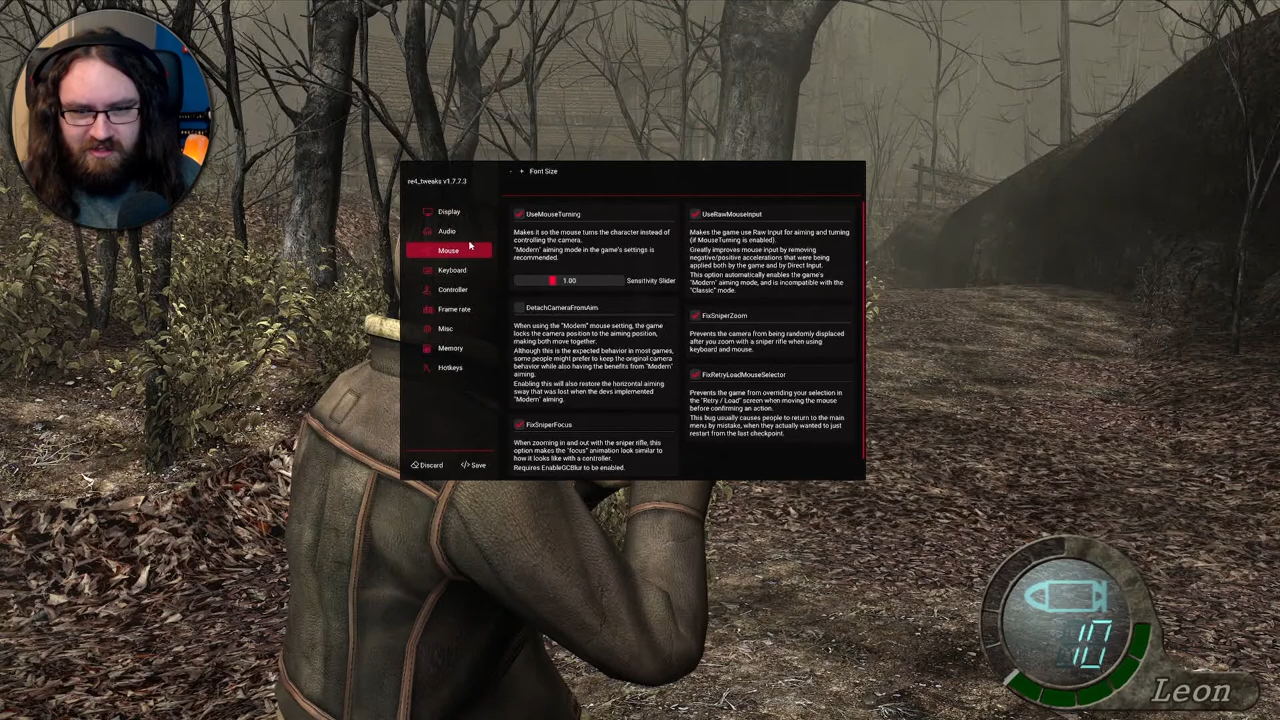 re4_tweaks v1.7.7.3
- + Font Size
Display
Audio
Mouse
Keyboard
Controller
Frame rate
Misc
Memory
Hotkeys
Discard
Save
UseMouseTurning
Makes it so the mouse turns the character instead of
controlling the camera.
"Modern" aiming mode in the game's settings is
recommended.
1.00 Sensitivity Slider
DetachCameraFromAim
When using the "Modern" mouse setting, the game
locks the camera position to the aiming position,
making both move together.
Although this is the expected behavior in most games,
some people might prefer to keep the original camera
behavior while also having the benefits from "Modern"
aiming.
Enabling this will also restore the horizontal aiming
sway that was lost when the devs implemented
"Modern" aiming.
FixSniperFocus
When zooming in and out with the sniper rifle, this
option makes the "focus" animation look similar to
how it looks like with a controller.
Requires EnableGCBlur to be enabled.
UseRawMouseInput
Makes the game use Raw Input for aiming and turning
(if MouseTurning is enabled).
Greatly improves mouse input by removing
negative/positive accelerations that were being
applied both by the game and by Direct Input.
This option automatically enables the game's
"Modern" aiming mode, and is incompatible with the
"Classic" mode.
FixSniperZoom
Prevents the camera from being randomly displaced
after you zoom with a sniper rifle when using
keyboard and mouse.
FixRetryLoadMouseSelector
Prevents the game from overriding your selection in
the "Retry / Load" screen when moving the mouse
before confirming an action.
This bug usually causes people to return to the main
menu by mistake, when they actually wanted to just
restart from the last checkpoint.
10
Leon